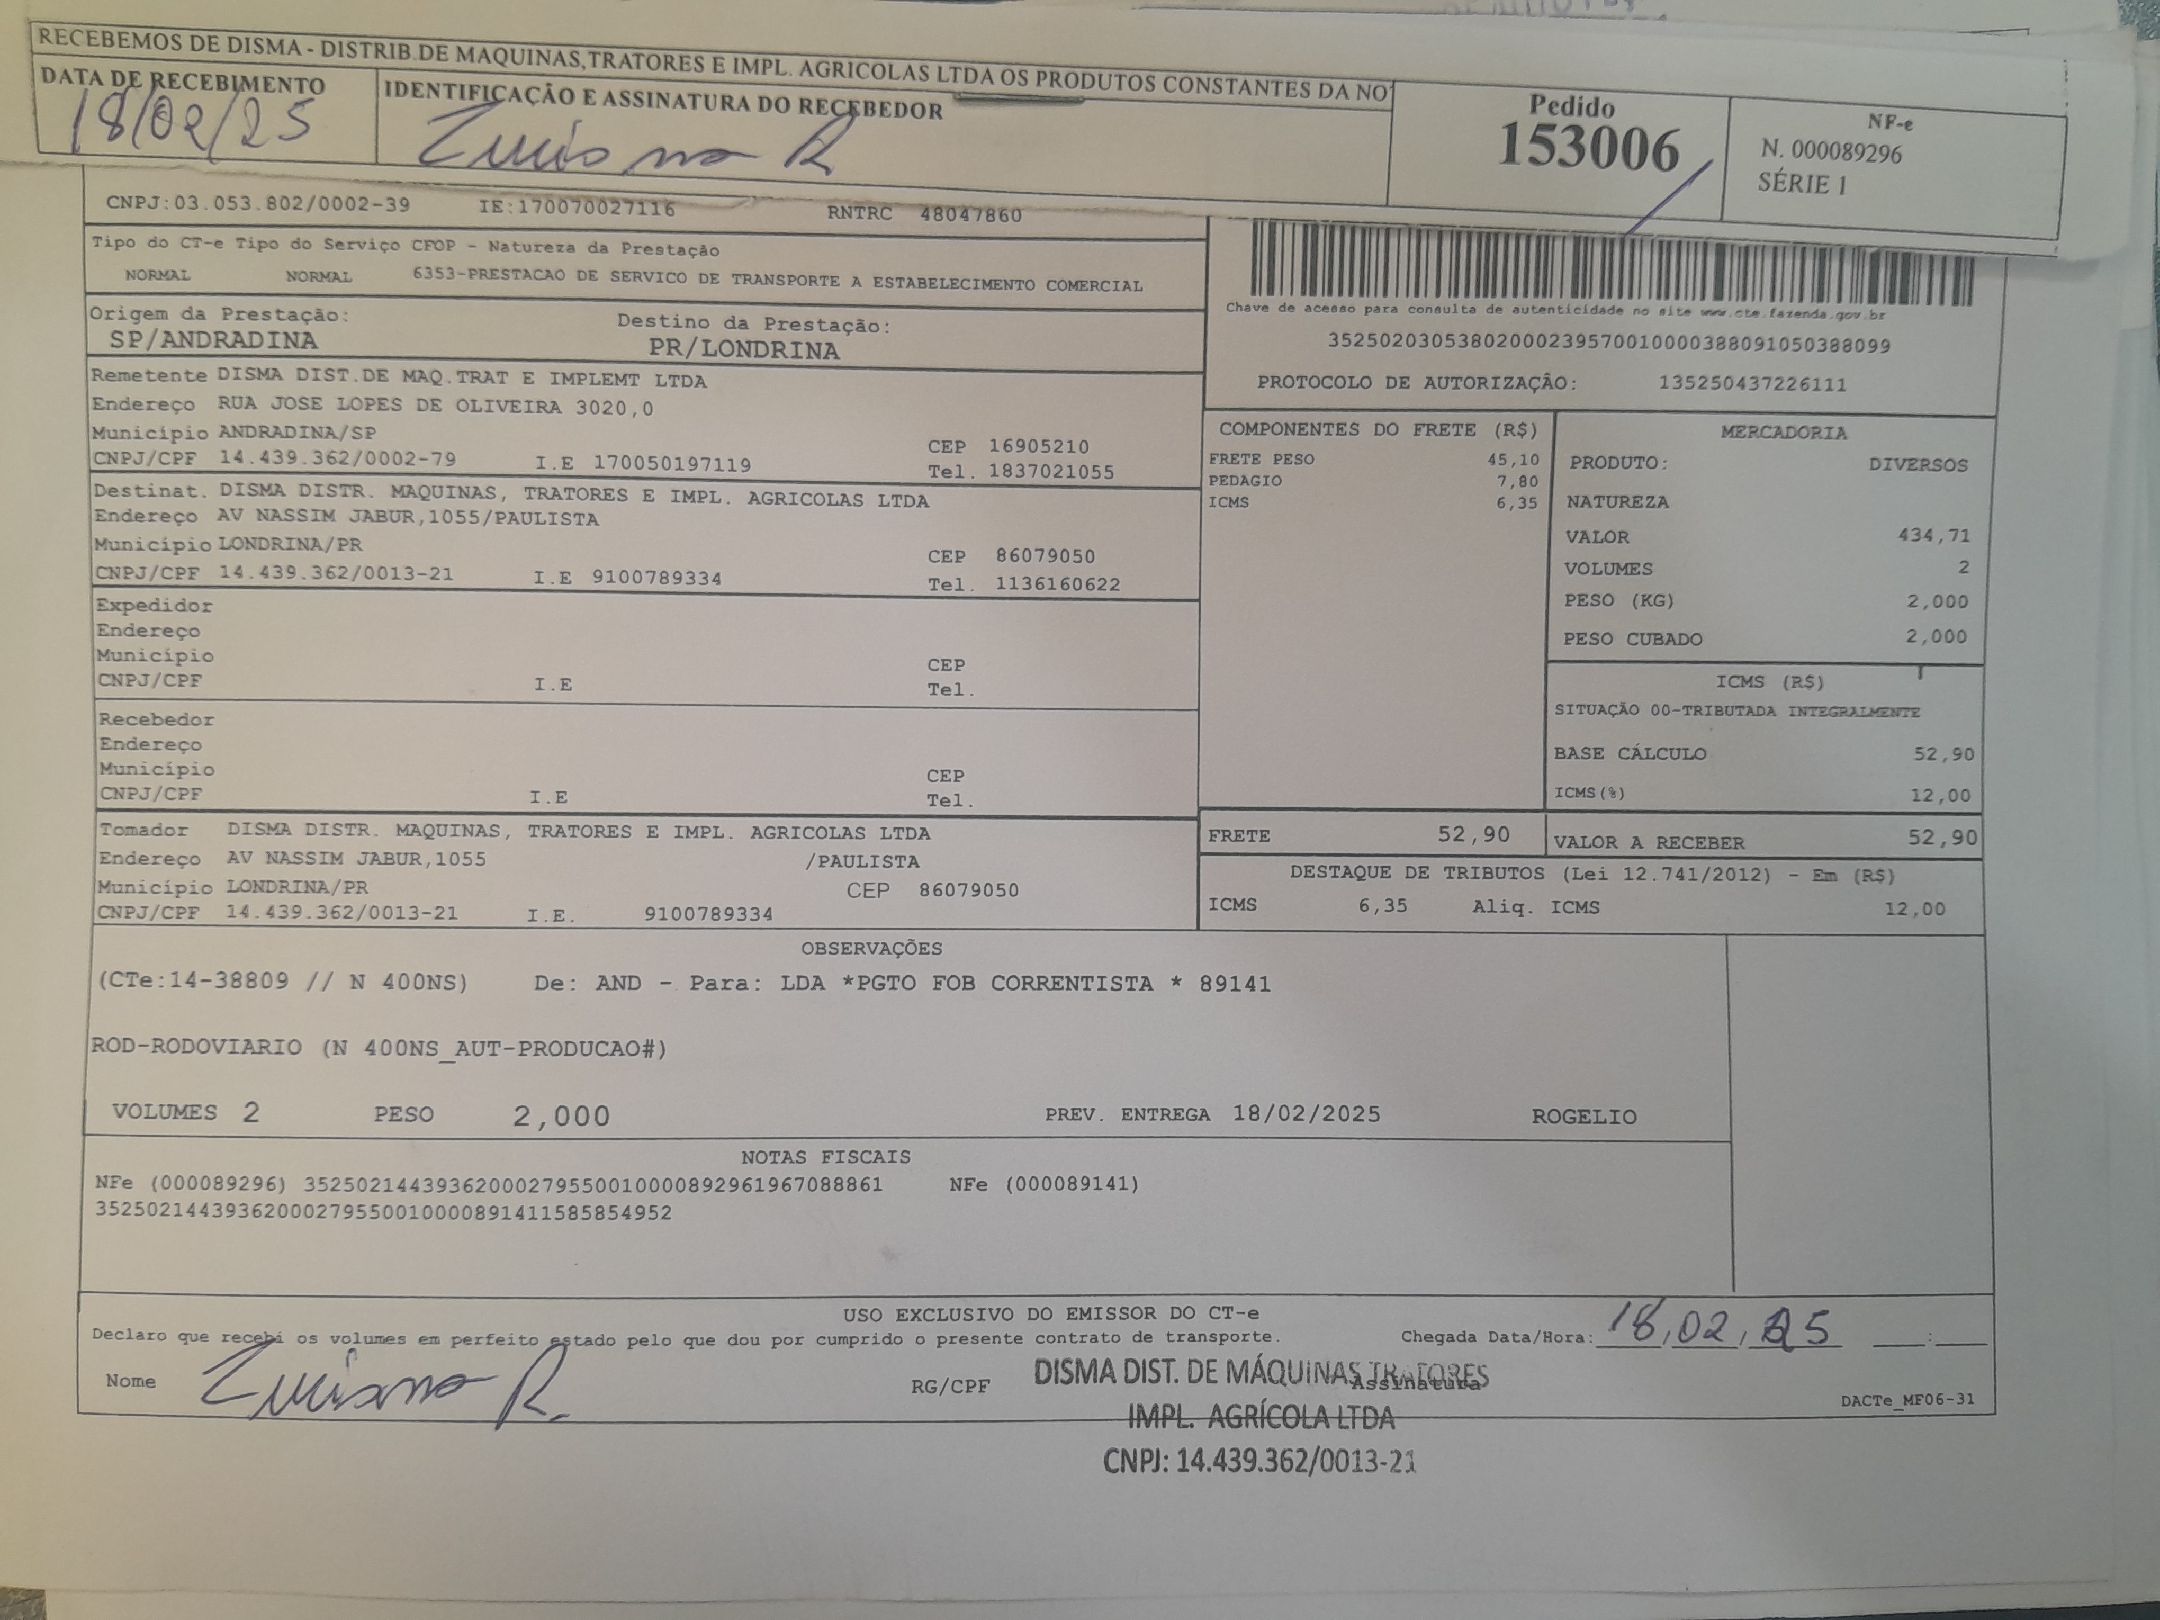 RECEBEMOS DE DISMA - DISTRIB.DE MAQUINAS,TRATORES E IMPL. AGRICOLAS LTDA OS PRODUTOS CONSTANTES DA NO
DATA DE RECEBIMENTO
18/02/25
IDENTIFICAÇÃO E ASSINATURA DO RECEBEDOR
Luciana R
Pedido
153006
NF-e
N. 000089296
SÉRIE 1
CNPJ:03.053.802/0002-39 IE:170070027116 RNTRC 48047860
Tipo do CT-e Tipo do Serviço CFOP - Natureza da Prestação
NORMAL NORMAL 6353-PRESTACAO DE SERVICO DE TRANSPORTE A ESTABELECIMENTO COMERCIAL
Origem da Prestação: Destino da Prestação:
SP/ANDRADINA PR/LONDRINA
Chave de acesso para consulta de autenticidade no site www.cte.fazenda.gov.br
35250203053802000239570010000388091050388099
PROTOCOLO DE AUTORIZAÇÃO: 135250437226111
Remetente DISMA DIST.DE MAQ.TRAT E IMPLEMT LTDA
Endereço RUA JOSE LOPES DE OLIVEIRA 3020,0
Município ANDRADINA/SP CEP 16905210
CNPJ/CPF 14.439.362/0002-79 I.E 170050197119 Tel. 1837021055
Destinat. DISMA DISTR. MAQUINAS, TRATORES E IMPL. AGRICOLAS LTDA
Endereço AV NASSIM JABUR,1055/PAULISTA
Município LONDRINA/PR CEP 86079050
CNPJ/CPF 14.439.362/0013-21 I.E 9100789334 Tel. 1136160622
Expedidor
Endereço
Município CEP
CNPJ/CPF I.E Tel.
Recebedor
Endereço
Município CEP
CNPJ/CPF I.E Tel.
Tomador DISMA DISTR. MAQUINAS, TRATORES E IMPL. AGRICOLAS LTDA
Endereço AV NASSIM JABUR,1055 /PAULISTA
Município LONDRINA/PR CEP 86079050
CNPJ/CPF 14.439.362/0013-21 I.E. 9100789334
COMPONENTES DO FRETE (R$)
FRETE PESO 45,10
PEDAGIO 7,80
ICMS 6,35
MERCADORIA
PRODUTO: DIVERSOS
NATUREZA
VALOR 434,71
VOLUMES 2
PESO (KG) 2,000
PESO CUBADO 2,000
ICMS (R$)
SITUAÇÃO 00-TRIBUTADA INTEGRALMENTE
BASE CÁLCULO 52,90
ICMS(%) 12,00
FRETE 52,90 VALOR A RECEBER 52,90
DESTAQUE DE TRIBUTOS (Lei 12.741/2012) - Em (R$)
ICMS 6,35 Aliq. ICMS 12,00
OBSERVAÇÕES
(CTe:14-38809 // N 400NS) De: AND - Para: LDA *PGTO FOB CORRENTISTA * 89141
ROD-RODOVIARIO (N 400NS_AUT-PRODUCAO#)
VOLUMES 2 PESO 2,000 PREV. ENTREGA 18/02/2025 ROGELIO
NOTAS FISCAIS
NFe (000089296) 35250214439362000279550010000892961967088861 NFe (000089141)
35250214439362000279550010000891411585854952
USO EXCLUSIVO DO EMISSOR DO CT-e
Declaro que recebi os volumes em perfeito estado pelo que dou por cumprido o presente contrato de transporte. Chegada Data/Hora: 18,02,25 :
Nome Luciana R. RG/CPF Assinatura
DISMA DIST. DE MÁQUINAS TRATORES
IMPL. AGRÍCOLA LTDA
CNPJ: 14.439.362/0013-21
DACTe_MF06-31